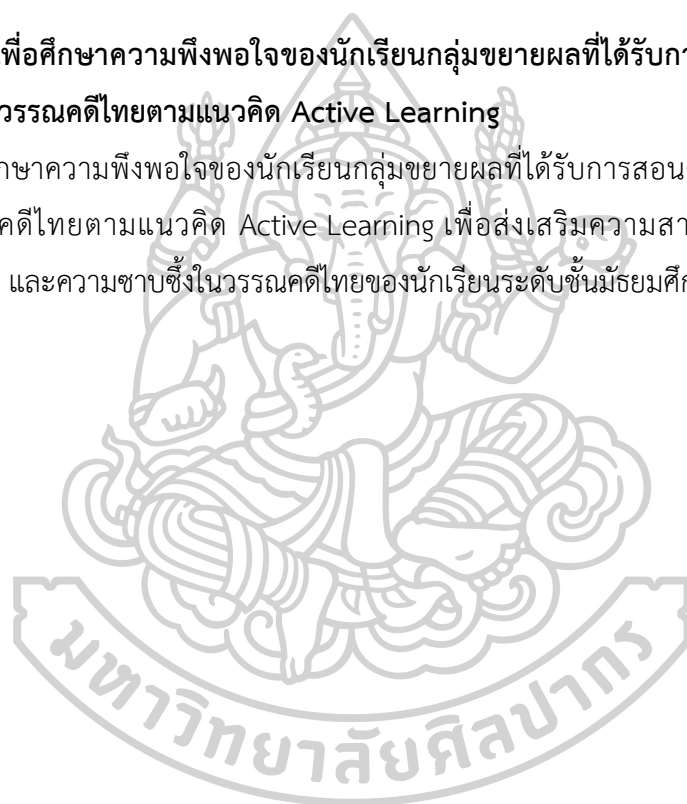 เพื่อศึกษาความพึงพอใจของนักเรียนกลุ่มขยายผลที่ได้รับกา
วรรณคดีไทยตามแนวคิด Active Learning
กษาความพึงพอใจของนักเรียนกลุ่มขยายผลที่ได้รับการสอน
คดีไทยตามแนวคิด Active Learning เพื่อส่งเสริมความสา
และความซาบซึ้งในวรรณคดีไทยของนักเรียนระดับชั้นมัธยมศึก
มหาวิทยาลัยศิลปากร